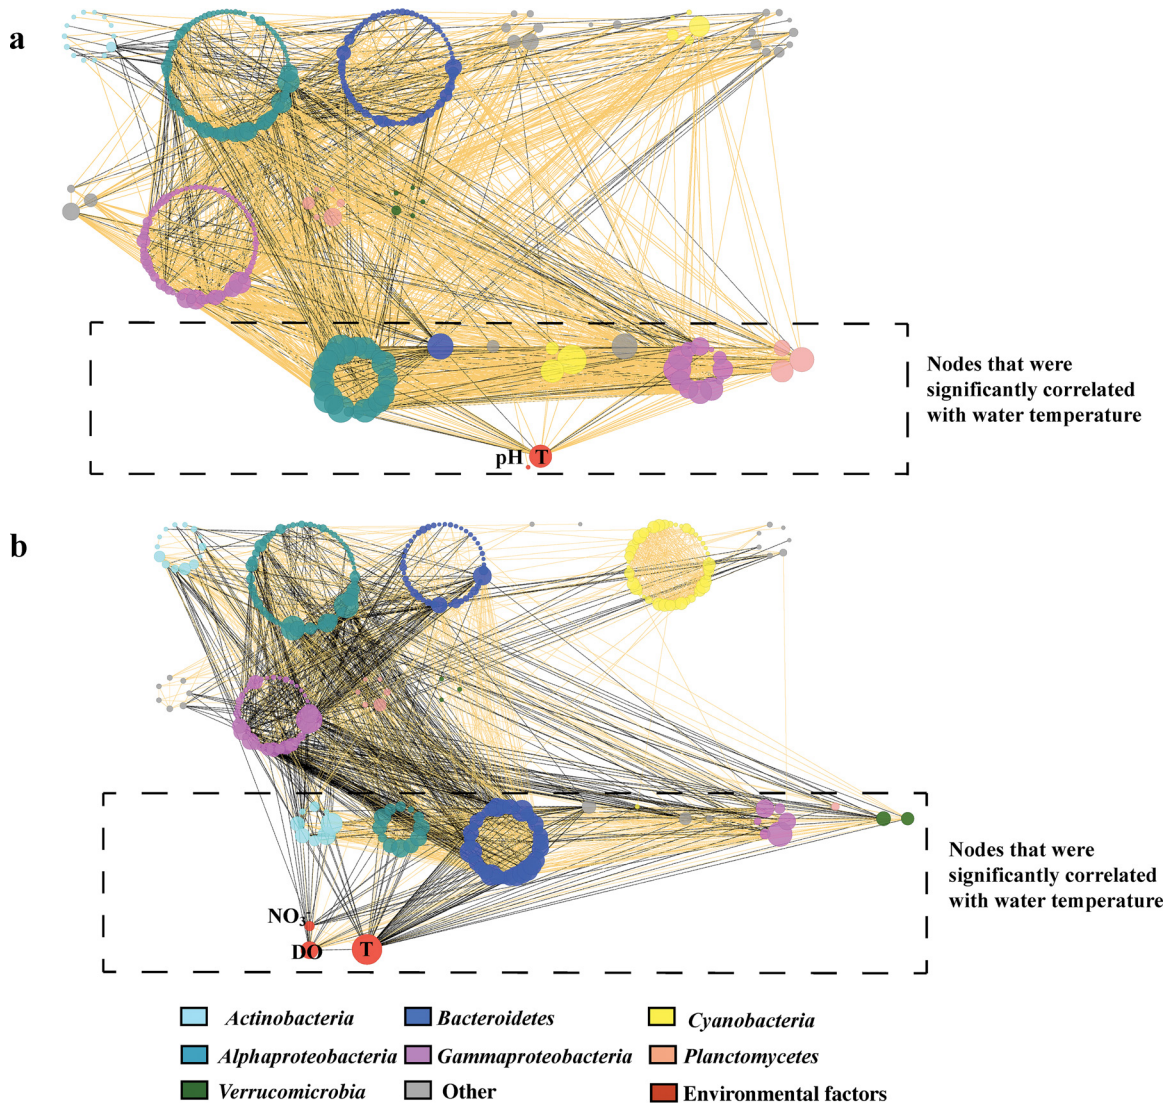 a
Nodes that were
significantly correlated
with water temperature
pH T
b
Nodes that were
significantly correlated
with water temperature
NO₃⁻
DO T
Actinobacteria Bacteroidetes Cyanobacteria
Alphaproteobacteria Gammaproteobacteria Planctomycetes
Verrucomicrobia Other Environmental factors